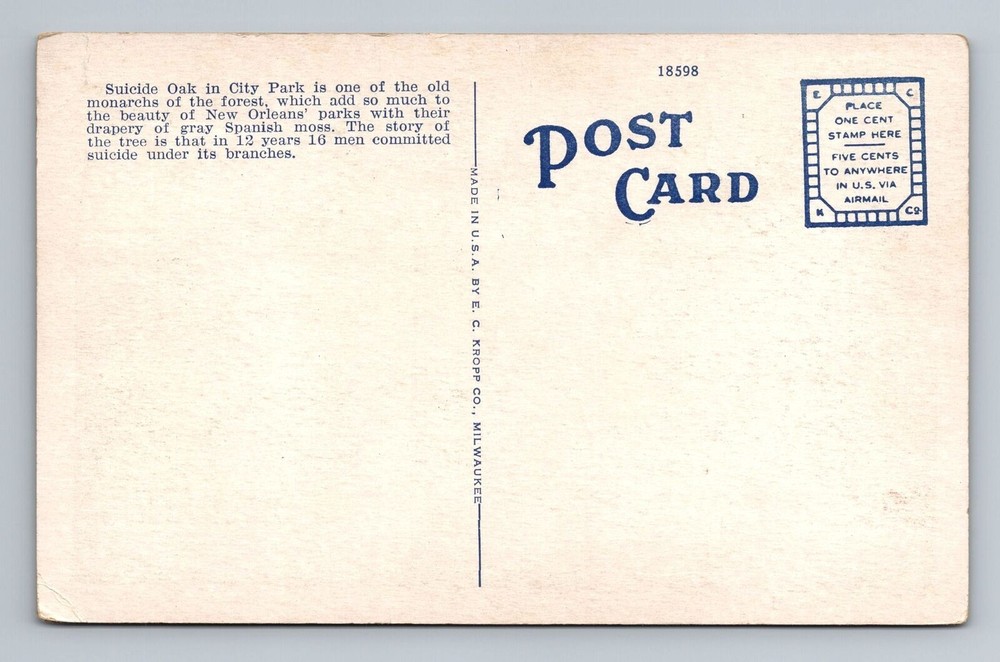 Suicide Oak in City Park is one of the old
monarchs of the forest, which add so much to
the beauty of New Orleans' parks with their
drapery of gray Spanish moss. The story of
the tree is that in 12 years 16 men committed
suicide under its branches.
MADE IN U.S.A. BY E. C. KROPP CO., MILWAUKEE
18598
POST
CARD
E C
PLACE
ONE CENT
STAMP HERE
FIVE CENTS
TO ANYWHERE
IN U.S. VIA
AIRMAIL
K Co.